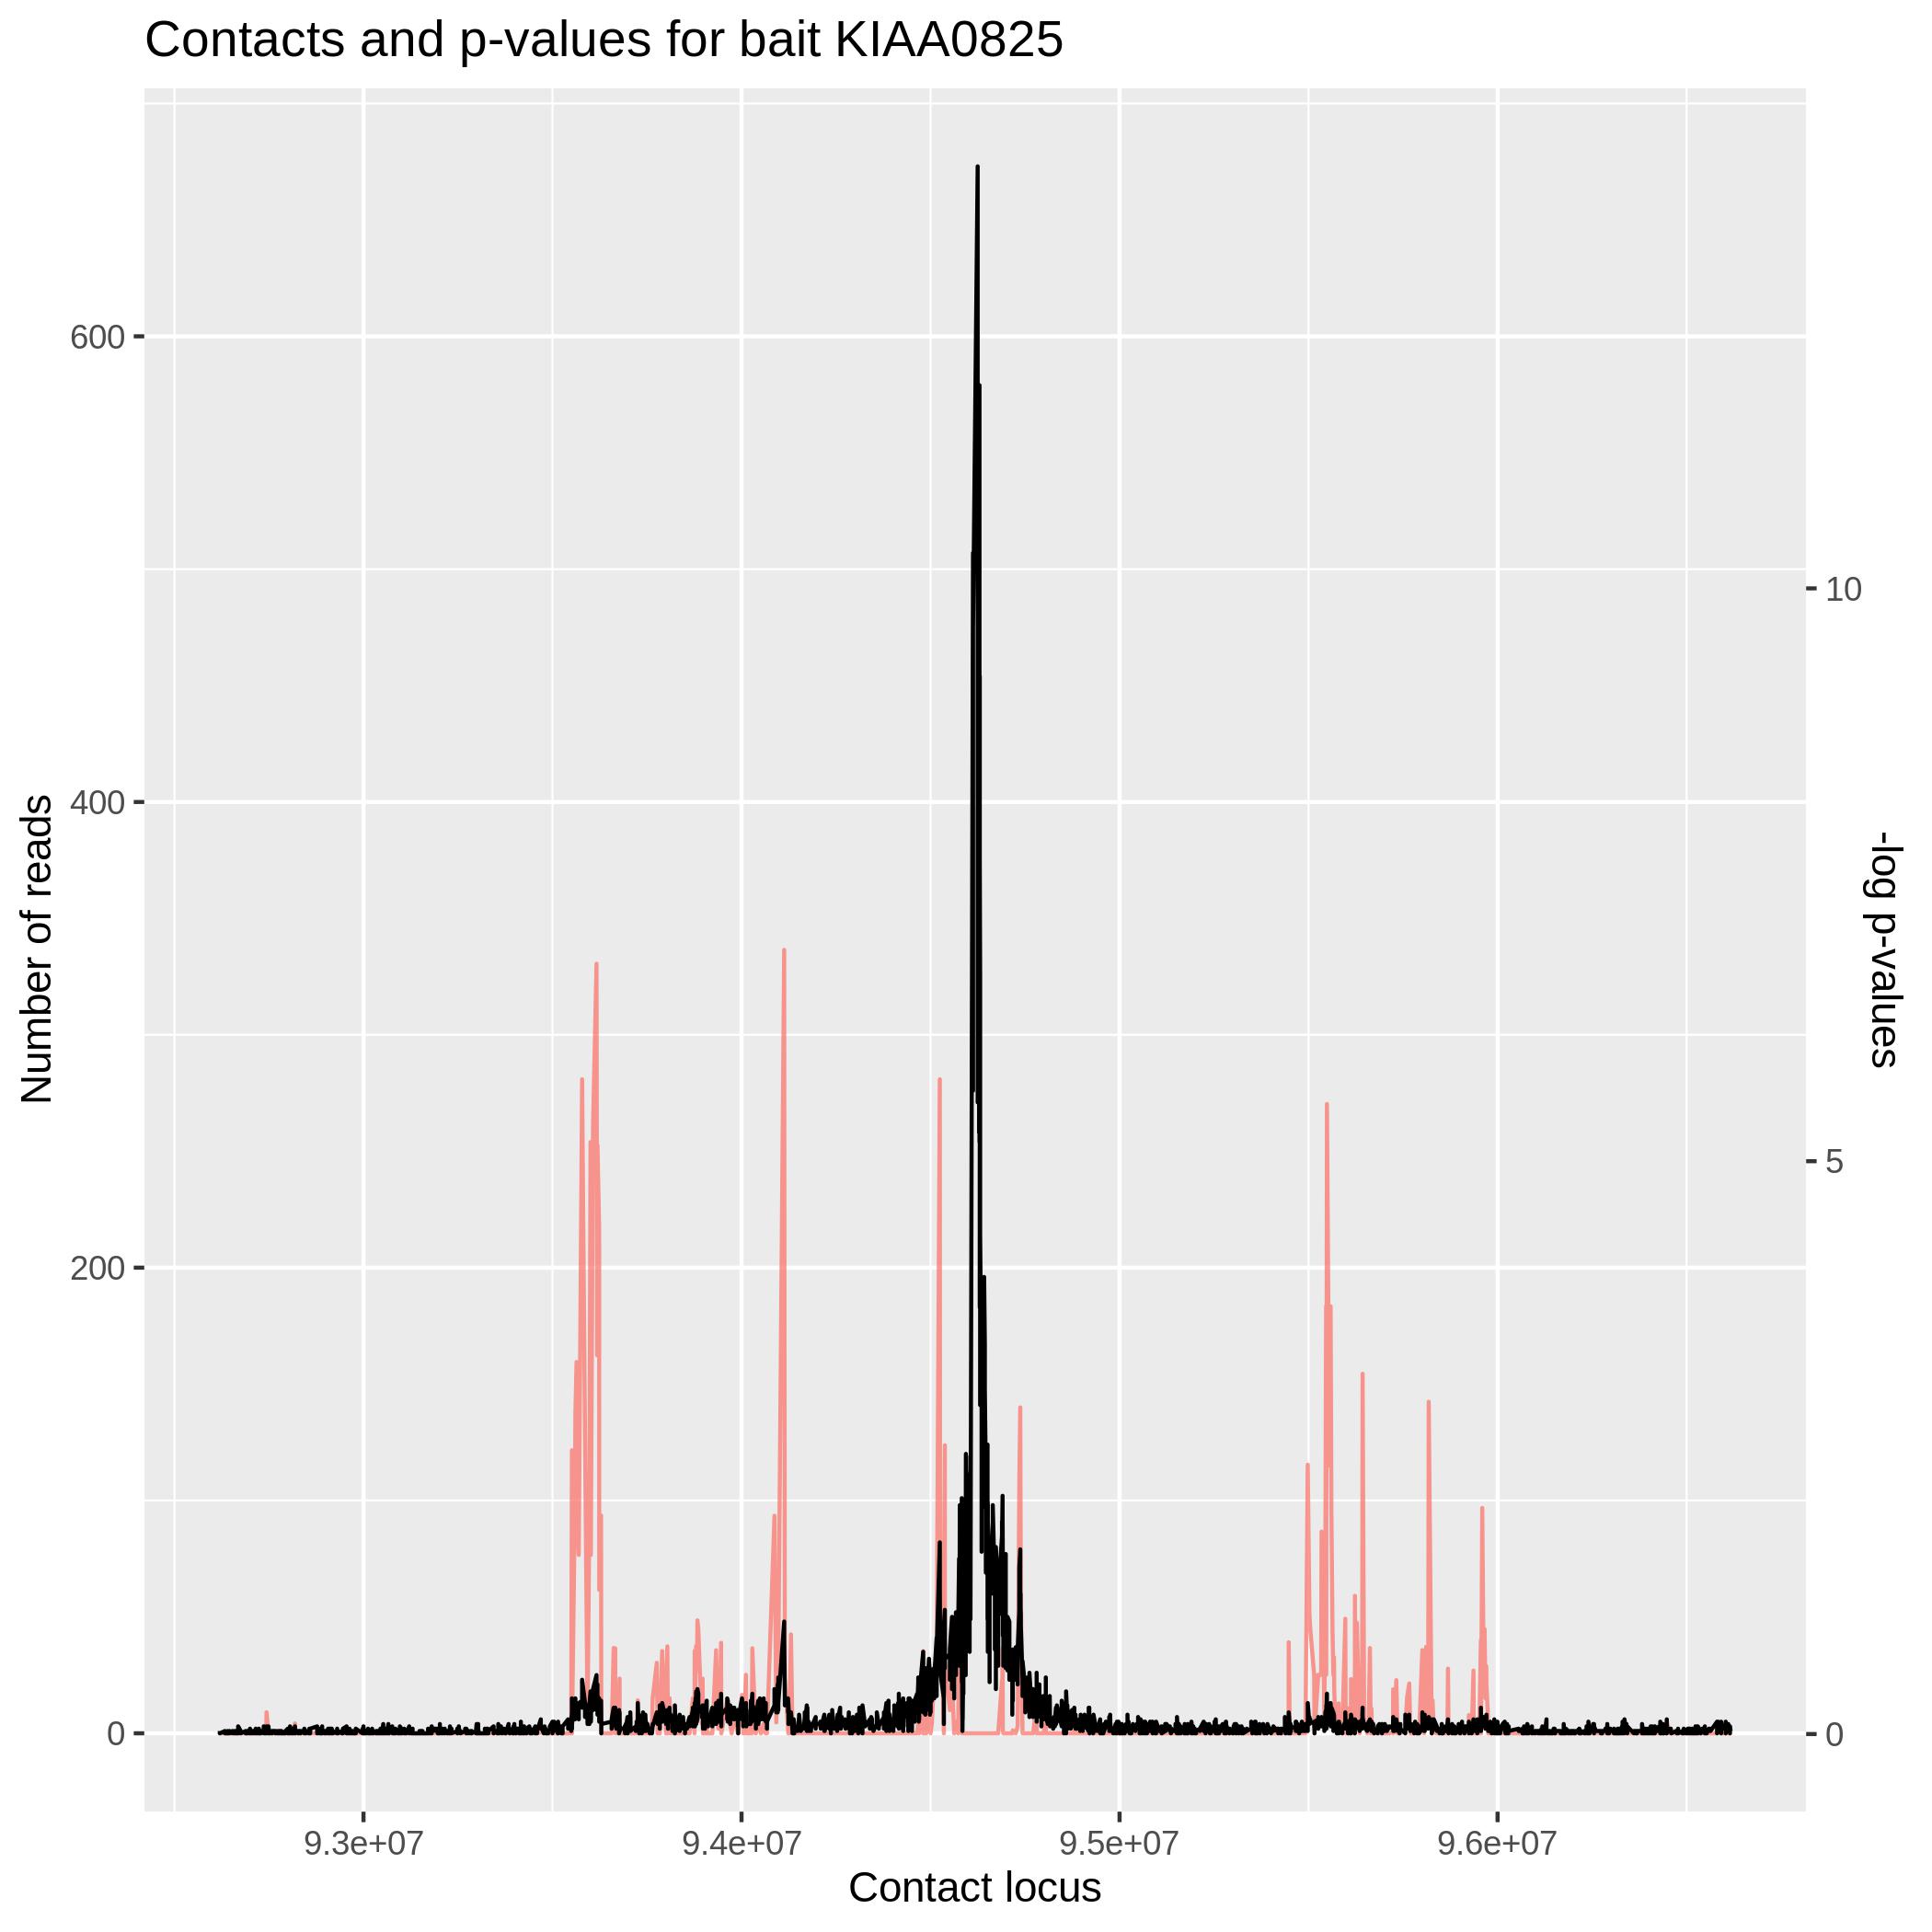 Contacts and p-values for bait KIAA0825
Number of reads
600
400
200
0
10
5
0
-log p-values
9.3e+07 9.4e+07 9.5e+07 9.6e+07
Contact locus